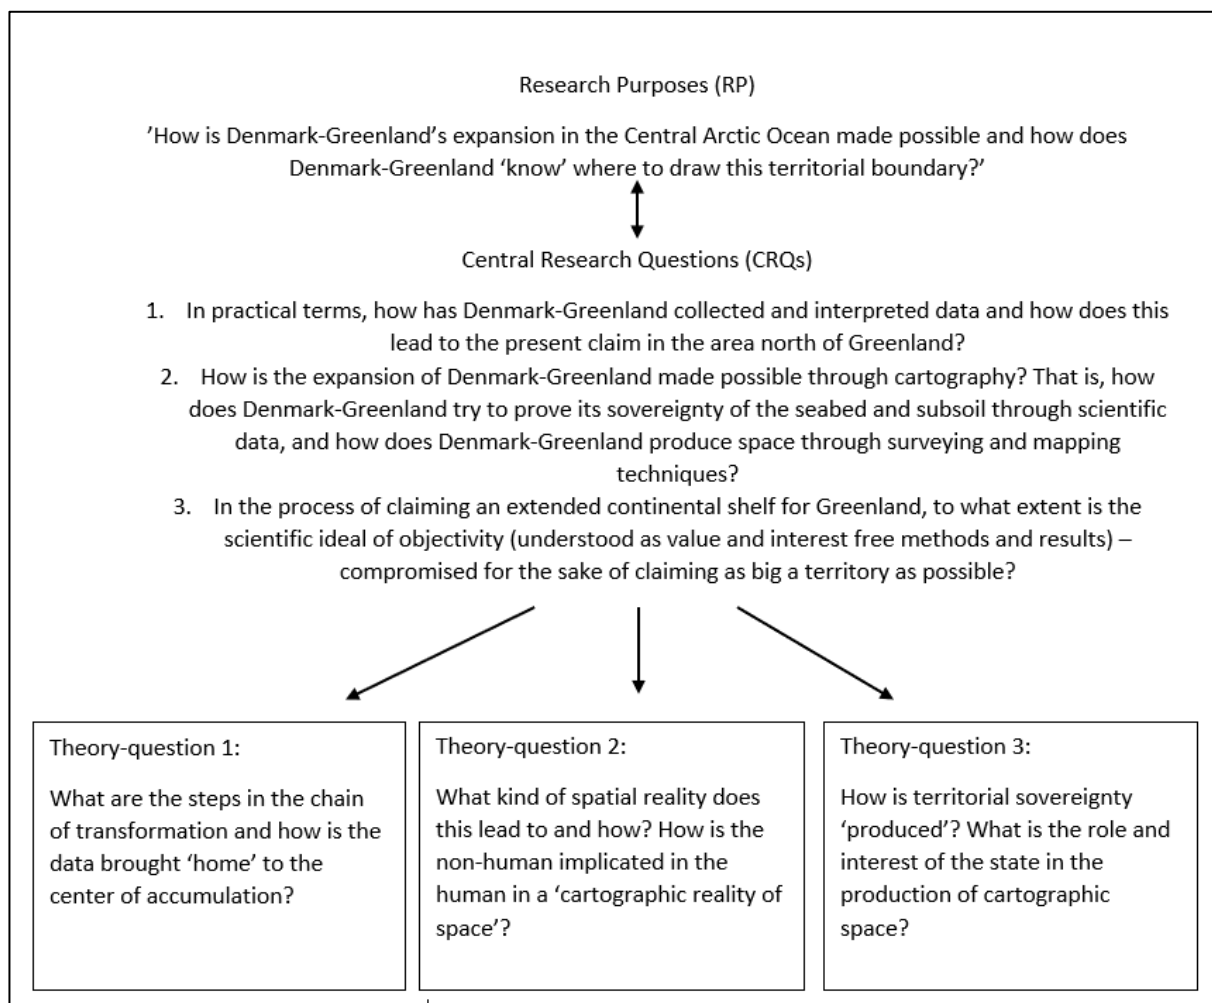 Research Purposes (RP)
’How is Denmark-Greenland’s expansion in the Central Arctic Ocean made possible and how does
Denmark-Greenland ‘know’ where to draw this territorial boundary?’
Central Research Questions (CRQs)
1. In practical terms, how has Denmark-Greenland collected and interpreted data and how does this
lead to the present claim in the area north of Greenland?
2. How is the expansion of Denmark-Greenland made possible through cartography? That is, how
does Denmark-Greenland try to prove its sovereignty of the seabed and subsoil through scientific
data, and how does Denmark-Greenland produce space through surveying and mapping
techniques?
3. In the process of claiming an extended continental shelf for Greenland, to what extent is the
scientific ideal of objectivity (understood as value and interest free methods and results) –
compromised for the sake of claiming as big a territory as possible?
Theory-question 1:
What are the steps in the chain
of transformation and how is the
data brought ‘home’ to the
center of accumulation?
Theory-question 2:
What kind of spatial reality does
this lead to and how? How is the
non-human implicated in the
human in a ‘cartographic reality of
space’?
Theory-question 3:
How is territorial sovereignty
‘produced’? What is the role and
interest of the state in the
production of cartographic
space?